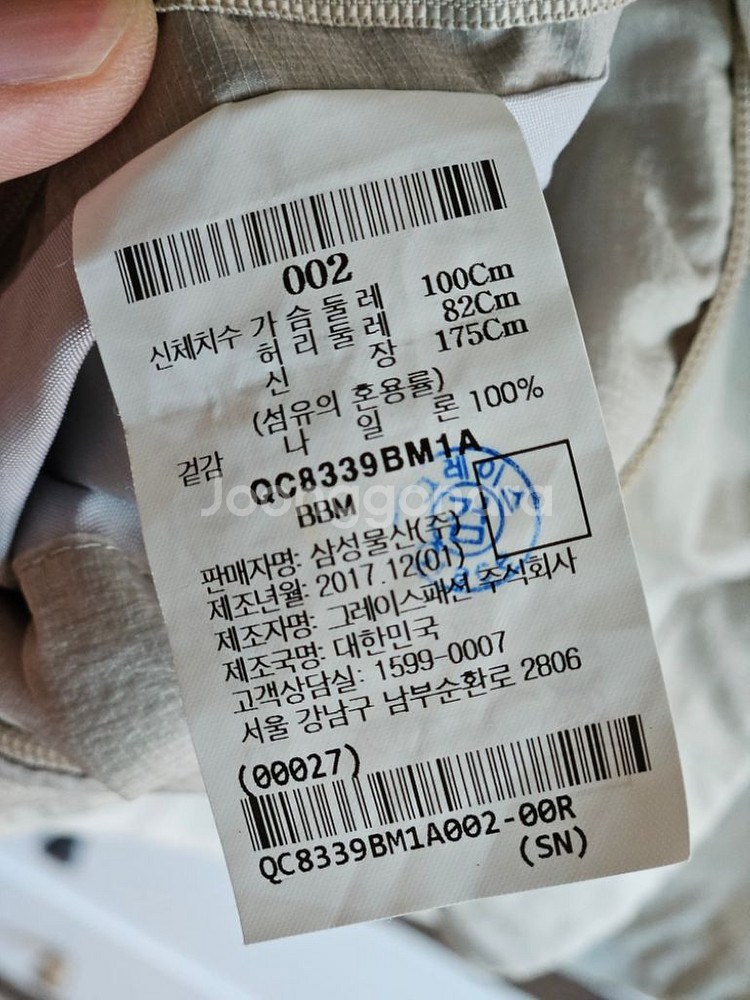 002
신체치수 가슴둘레 100Cm
허리둘레 82Cm
신장 175Cm
(섬유의 혼용률)
겉감 나일론 100%
QC8339BM1A
BBM
Joonggonara
판매자명: 삼성물산(주)
제조년월: 2017.12(01)
제조자명: 그레이스패션 주식회사
제조국명: 대한민국
고객상담실: 1599-0007
서울 강남구 남부순환로 2806
(00027)
QC8339BM1A002-00R
(SN)